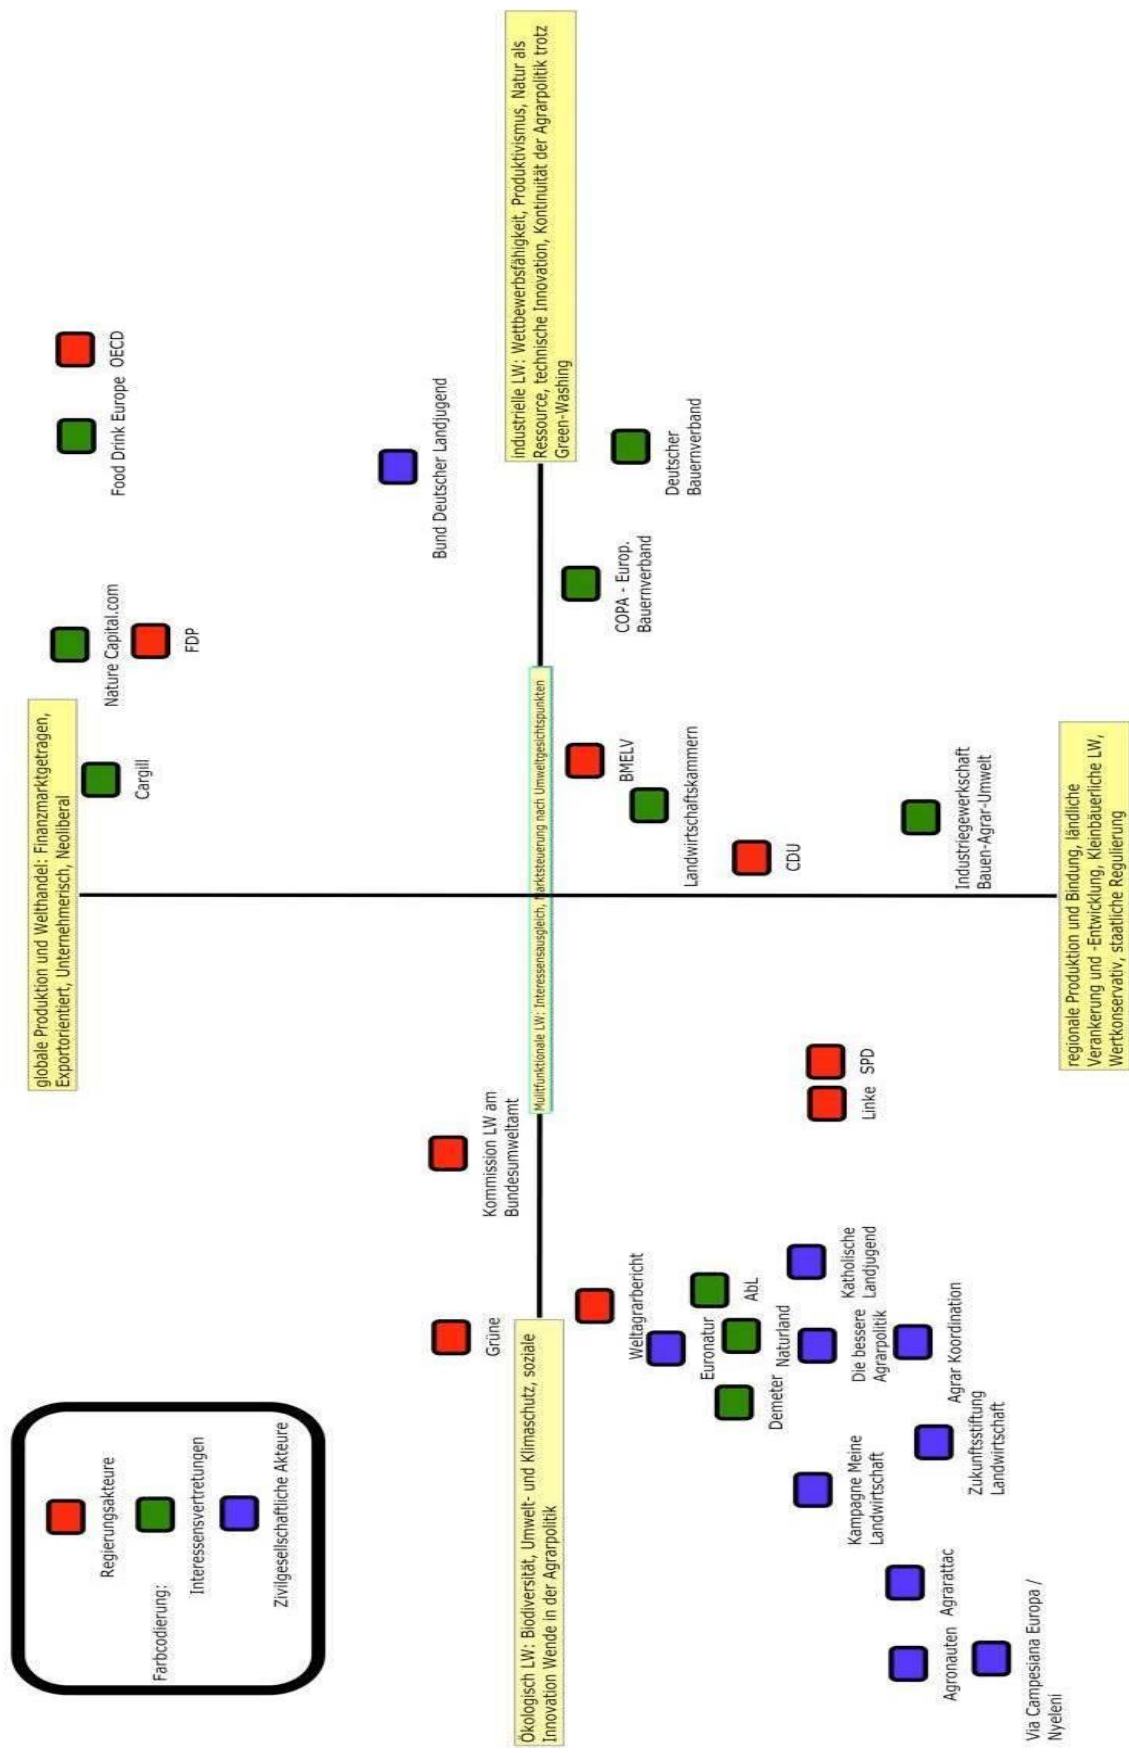 Farbcodierung:
Regierungsakteure
Interessensvertretungen
Zivilgesellschaftliche Akteure
globale Produktion und Welthandel: Finanzmarktgetragen,
Exportorientiert, Unternehmerisch, Neoliberal
Cargill
Nature Capital.com
FDP
Food Drink Europe
OECD
Bund Deutscher Landjugend
Grüne
Kommission LW am
Bundesumweltamt
Ökologisch LW: Biodiversität, Umwelt- und Klimaschutz, soziale
Innovation Wende in der Agrarpolitik
Mulitfunktionale LW: Interessensausgleich, Marktsteuerung nach Umweltgesichtspunkten
industrielle LW: Wettbewerbsfähigkeit, Produktivismus, Natur als
Ressource, technische Innovation, Kontinuität der Agrarpolitik trotz
Green-Washing
Weltagrarbericht
BMELV
COPA - Europ.
Bauernverband
Deutscher
Bauernverband
Euronatur
AbL
Landwirtschaftskammern
Demeter
Naturland
CDU
Kampagne Meine
Landwirtschaft
Die bessere
Agrarpolitik
Katholische
Landjugend
Linke
SPD
Agronauten
Agrarattac
Zukunftsstiftung
Landwirtschaft
Agrar Koordination
Industriegewerkschaft
Bauen-Agrar-Umwelt
Via Campesiana Europa /
Nyeleni
regionale Produktion und Bindung, ländliche
Verankerung und -Entwicklung, Kleinbäuerliche LW,
Wertkonservativ, staatliche Regulierung